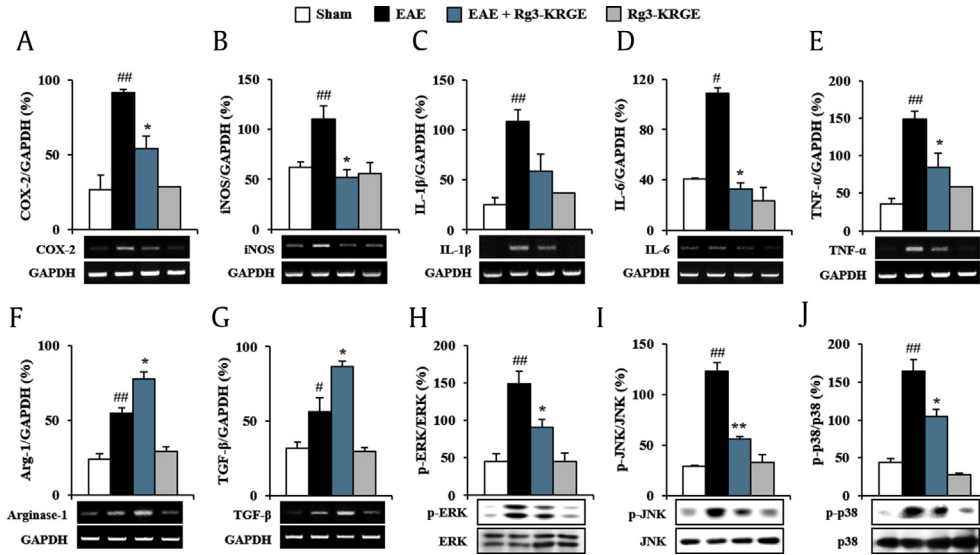 Sham EAE EAE + Rg3-KRGE Rg3-KRGE
A
COX-2/GAPDH (%)
100
50
0
##
*
COX-2
GAPDH
B
iNOS/GAPDH (%)
150
100
50
0
##
*
iNOS
GAPDH
C
IL-1β/GAPDH (%)
150
100
50
0
##
IL-1β
GAPDH
D
IL-6/GAPDH (%)
120
80
40
0
#
*
IL-6
GAPDH
E
TNF-α/GAPDH (%)
200
150
100
50
0
##
*
TNF-α
GAPDH
F
Arg-1/GAPDH (%)
100
50
0
##
*
Arginase-1
GAPDH
G
TGF-β/GAPDH (%)
100
50
0
#
*
TGF-β
GAPDH
H
p-ERK/ERK (%)
200
150
100
50
0
##
*
p-ERK
ERK
I
p-JNK/JNK (%)
150
100
50
0
##
**
p-JNK
JNK
J
p-p38/p38 (%)
200
150
100
50
0
##
*
p-p38
p38